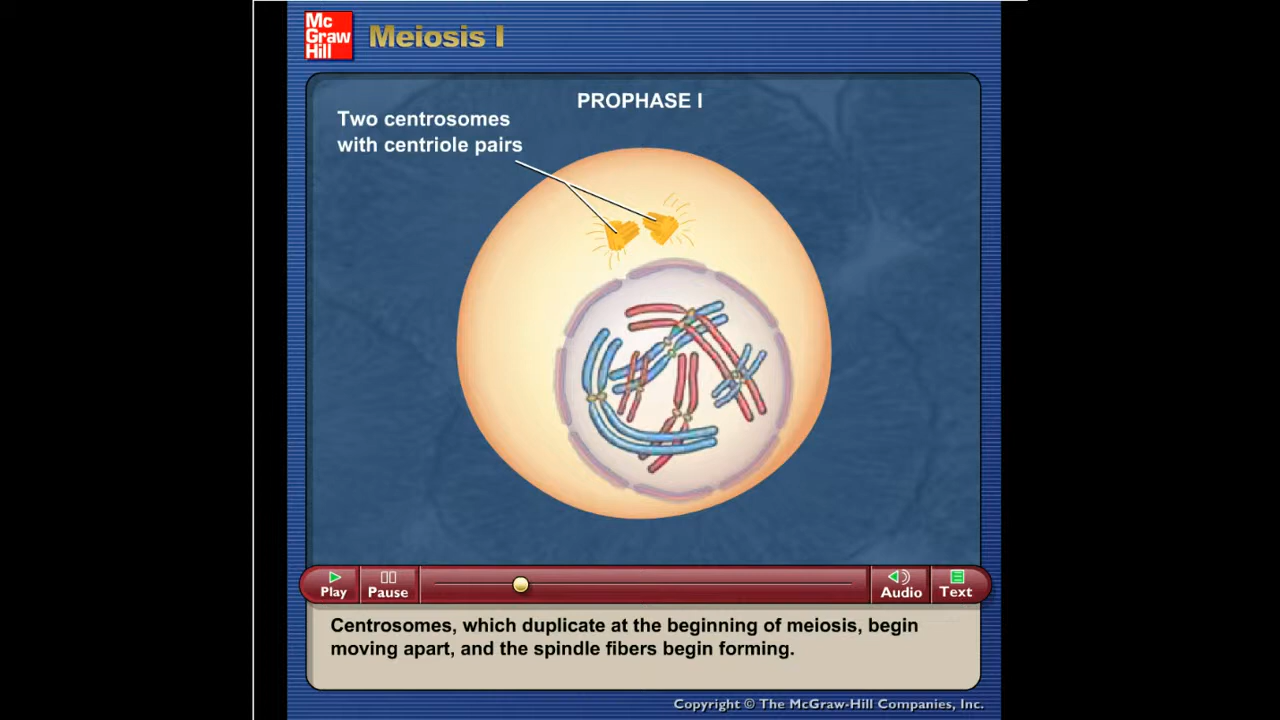 Mc
Graw
Hill
Meiosis I
PROPHASE I
Two centrosomes
with centriole pairs
Play
Pause
Audio
Text
Centrosomes, which duplicate at the beginning of meiosis, begin
moving apart, and the spindle fibers begin forming.
Copyright © The McGraw-Hill Companies, Inc.